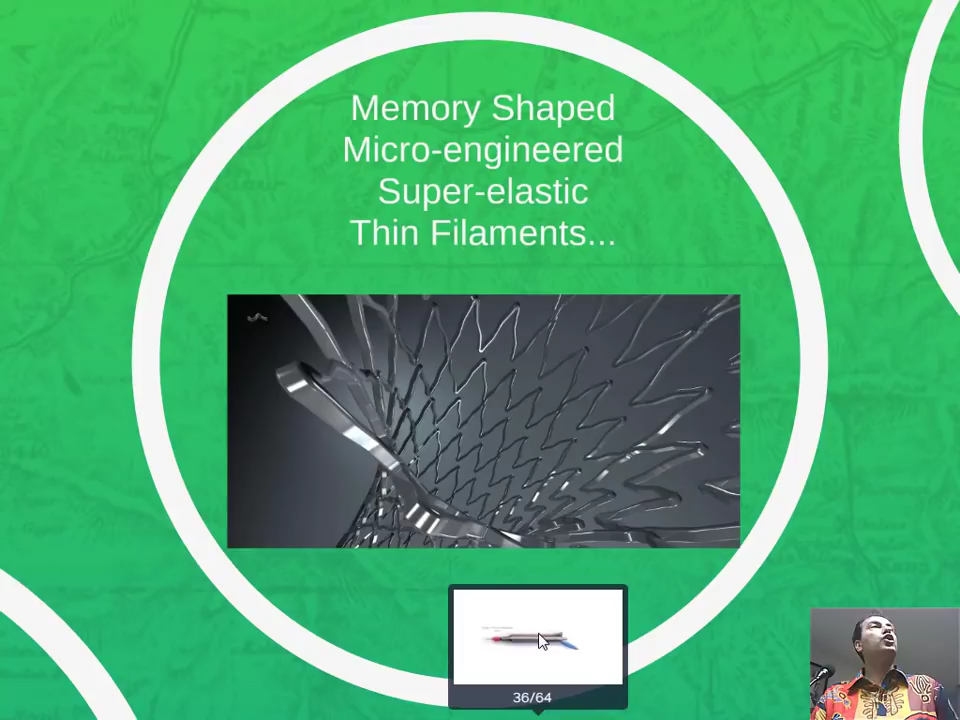 Memory Shaped
Micro-engineered
Super-elastic
Thin Filaments...
36/64